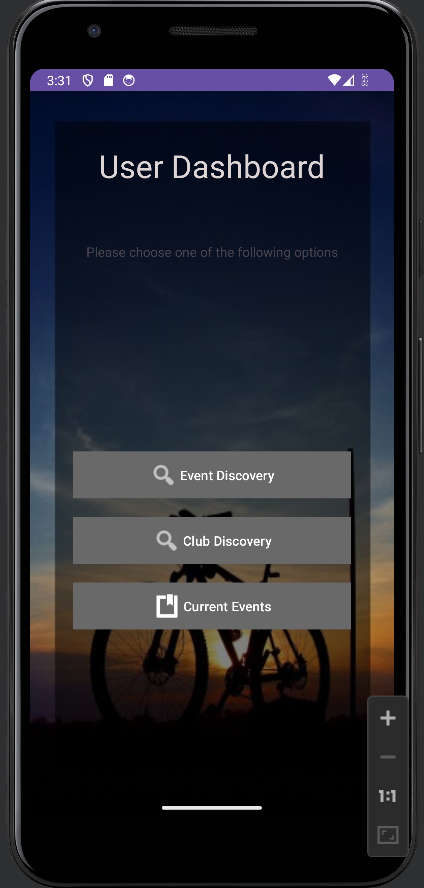 3:31
User Dashboard
Please choose one of the following options
Event Discovery
Club Discovery
Current Events
1:1